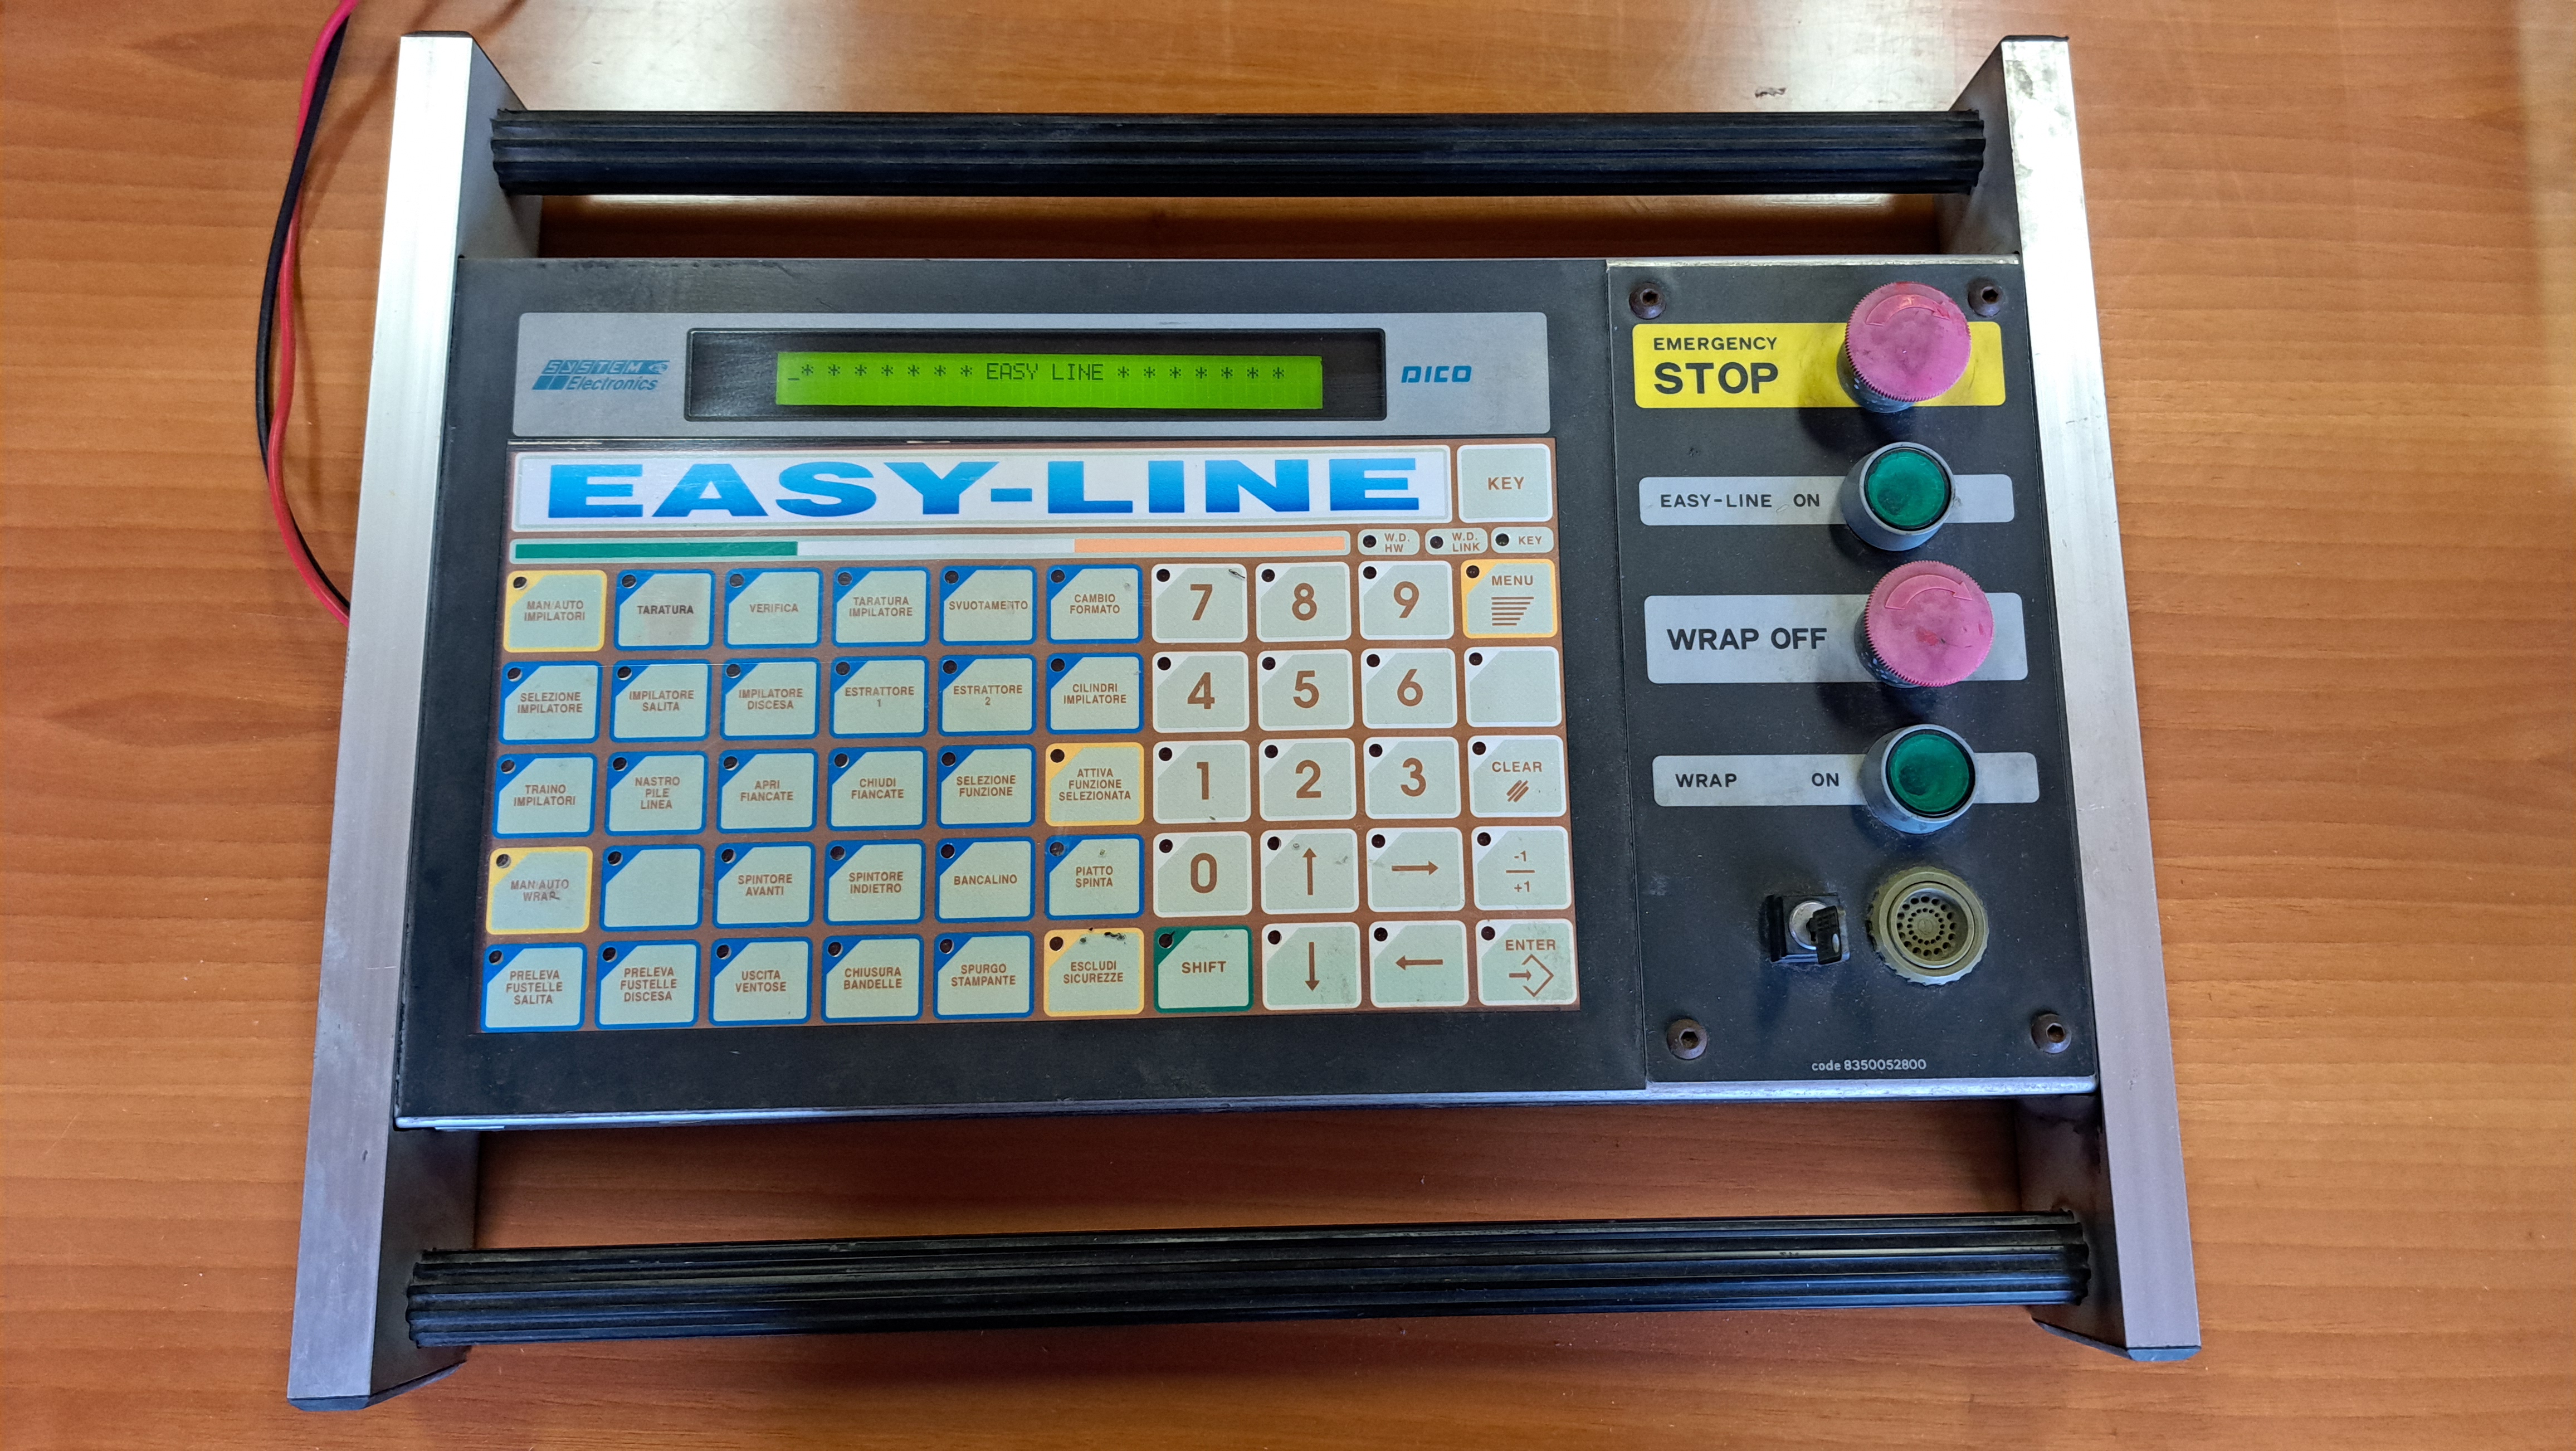 SYSTEM
Electronics
* * * * * * * EASY LINE * * * * * * *
DICO
EASY-LINE
KEY
W.D.
HW
W.D.
LINK
KEY
MAN/AUTO
IMPILATORI
TARATURA
VERIFICA
TARATURA
IMPILATORE
SVUOTAMENTO
CAMBIO
FORMATO
7
8
9
MENU
SELEZIONE
IMPILATORE
IMPILATORE
SALITA
IMPILATORE
DISCESA
ESTRATTORE
1
ESTRATTORE
2
CILINDRI
IMPILATORE
4
5
6
TRAINO
IMPILATORI
NASTRO
PILE
LINEA
APRI
FIANCATE
CHIUDI
FIANCATE
SELEZIONE
FUNZIONE
ATTIVA
FUNZIONE
SELEZIONATA
1
2
3
CLEAR
MAN/AUTO
WRAP
SPINTORE
AVANTI
SPINTORE
INDIETRO
BANCALINO
PIATTO
SPINTA
0
↑
→
-1
+1
PRELEVA
FUSTELLE
SALITA
PRELEVA
FUSTELLE
DISCESA
USCITA
VENTOSE
CHIUSURA
BANDELLE
SPURGO
STAMPANTE
ESCLUDI
SICUREZZE
SHIFT
↓
←
ENTER
EMERGENCY
STOP
EASY-LINE ON
WRAP OFF
WRAP ON
code 8350052800